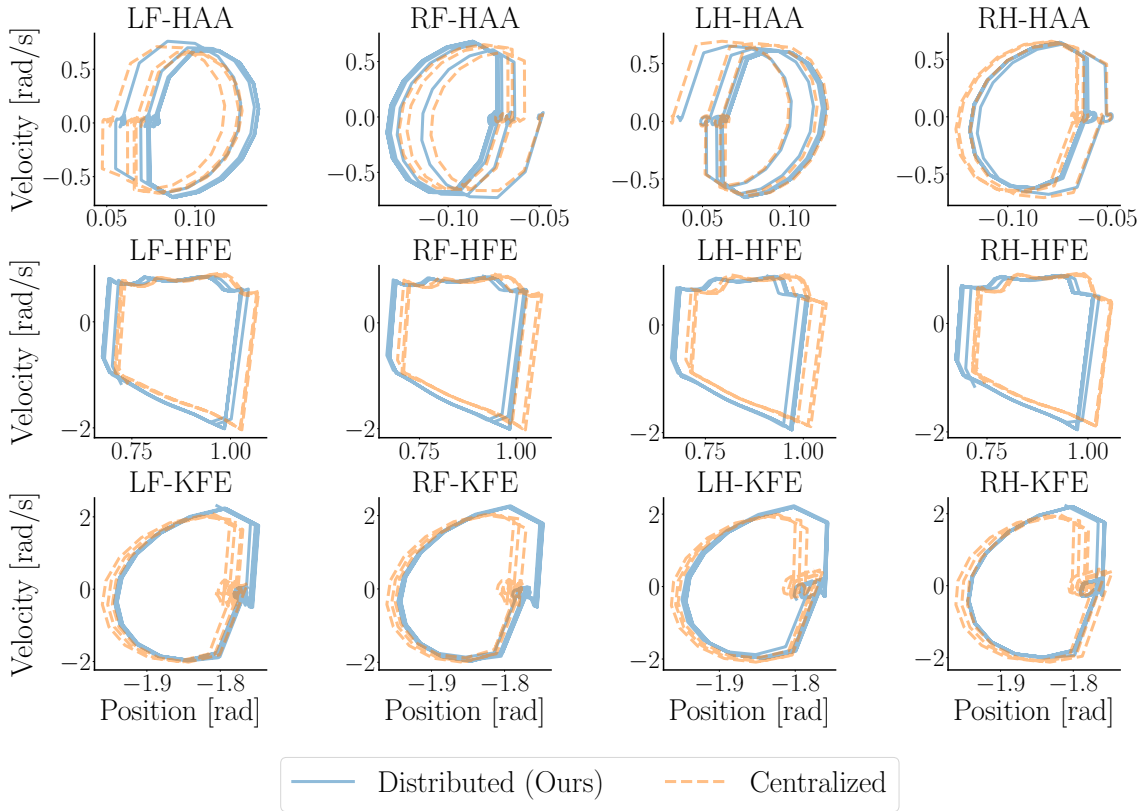 LF-HAA RF-HAA LH-HAA RH-HAA
Velocity [rad/s]
0.5 0.5 0.5 0.5
0.0 0.0 0.0 0.0
−0.5 −0.5 −0.5 −0.5
0.05 0.10 −0.10 −0.05 0.05 0.10 −0.10 −0.05
LF-HFE RF-HFE LH-HFE RH-HFE
Velocity [rad/s]
0 0 0 0
−2 −2 −2 −2
0.75 1.00 0.75 1.00 0.75 1.00 0.75 1.00
LF-KFE RF-KFE LH-KFE RH-KFE
Velocity [rad/s]
2 2 2 2
0 0 0 0
−2 −2 −2 −2
−1.9 −1.8 −1.9 −1.8 −1.9 −1.8 −1.9 −1.8
Position [rad] Position [rad] Position [rad] Position [rad]
Distributed (Ours) Centralized